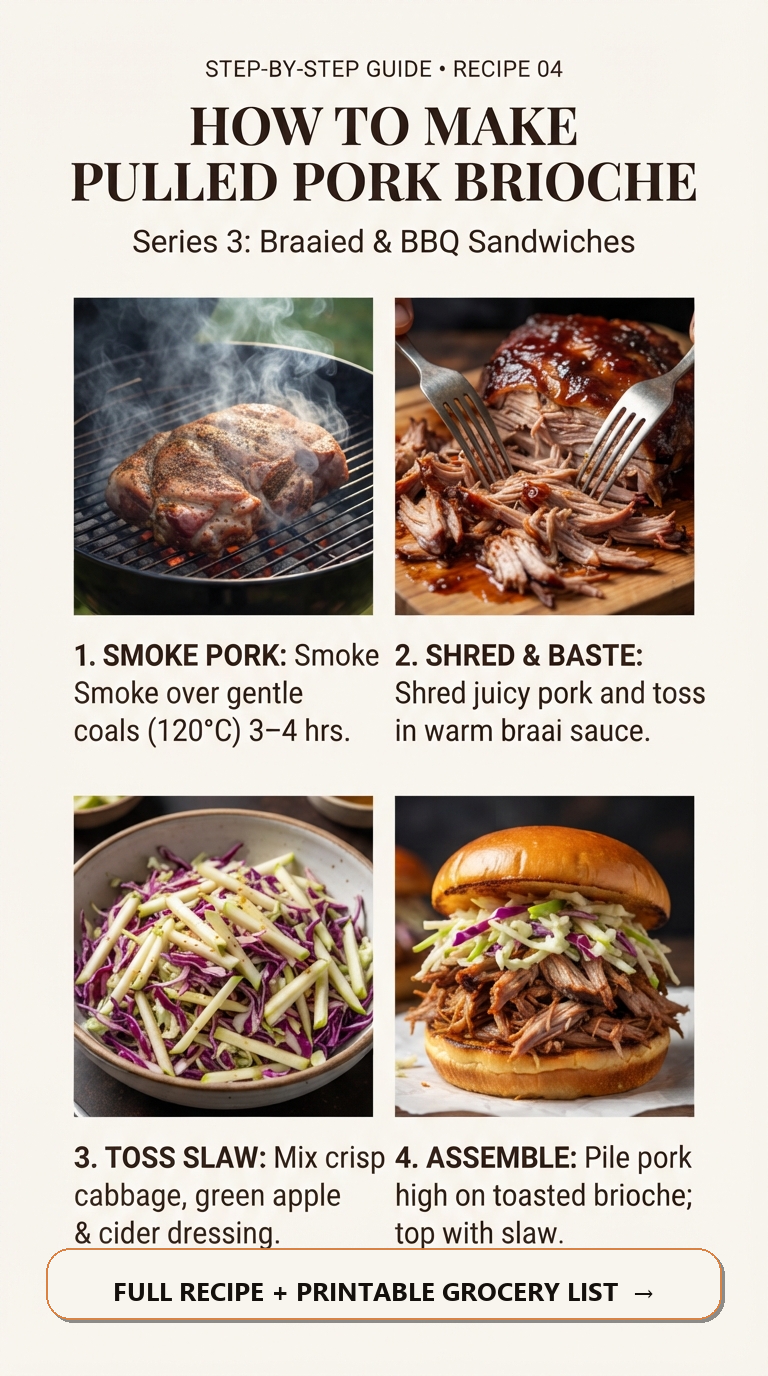 STEP-BY-STEP GUIDE • RECIPE 04
HOW TO MAKE
PULLED PORK BRIOCHE
Series 3: Braaied & BBQ Sandwiches
1. SMOKE PORK: Smoke
Smoke over gentle
coals (120°C) 3–4 hrs.
2. SHRED & BASTE:
Shred juicy pork and toss
in warm braai sauce.
3. TOSS SLAW: Mix crisp
cabbage, green apple
& cider dressing.
4. ASSEMBLE: Pile pork
high on toasted brioche;
top with slaw.
FULL RECIPE + PRINTABLE GROCERY LIST →